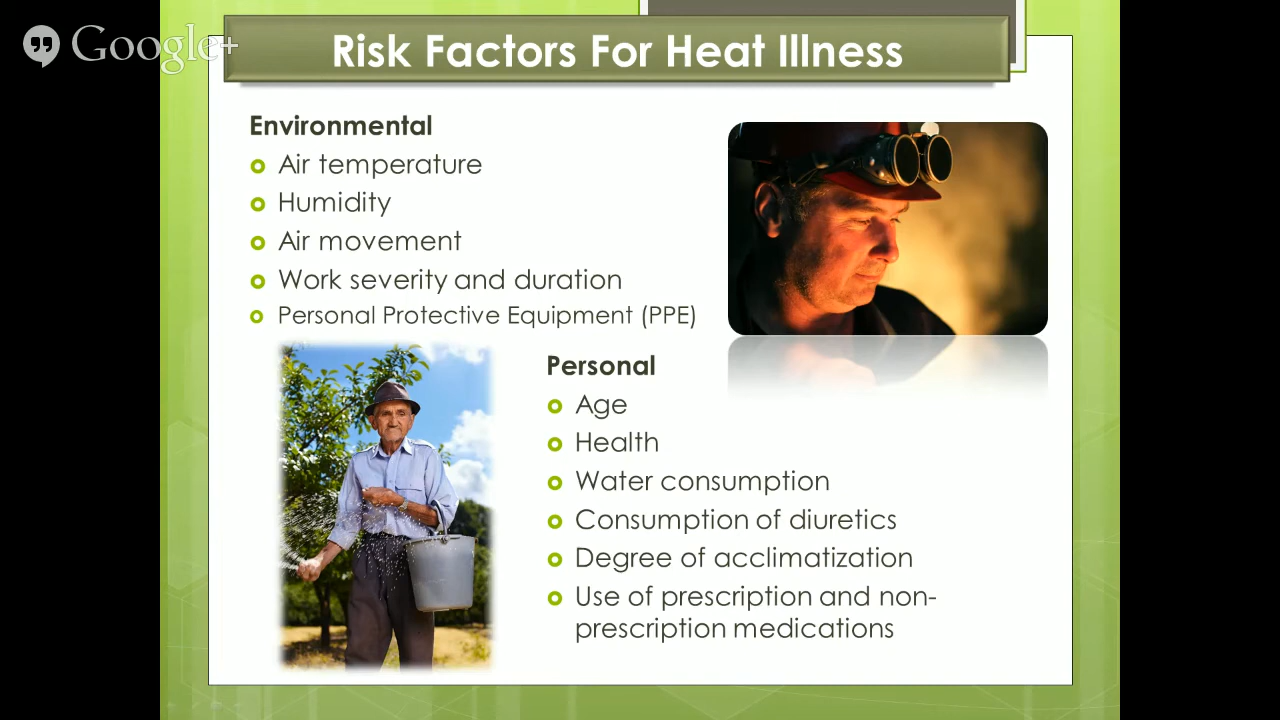 Google+
Risk Factors For Heat Illness
Environmental
Air temperature
Humidity
Air movement
Work severity and duration
Personal Protective Equipment (PPE)
Personal
Age
Health
Water consumption
Consumption of diuretics
Degree of acclimatization
Use of prescription and non-
prescription medications